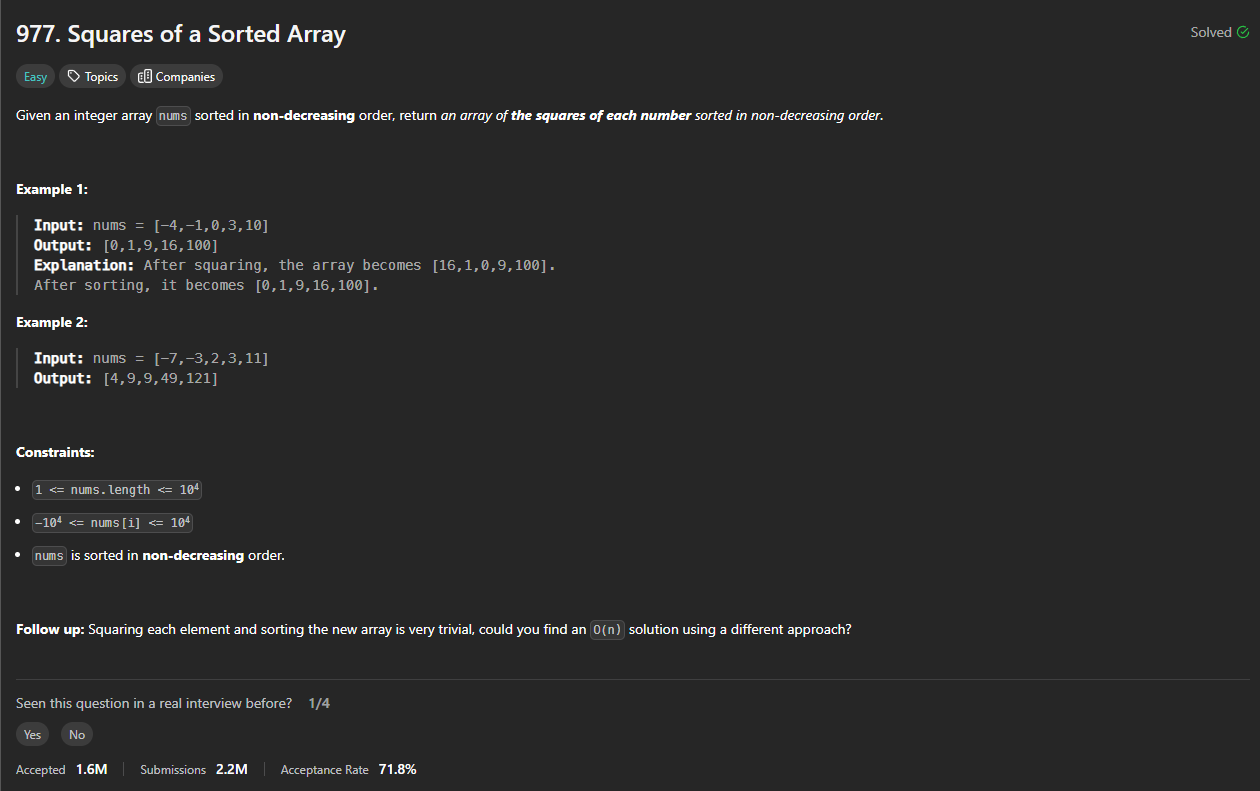 977. Squares of a Sorted Array
Solved
Easy Topics Companies
Given an integer array nums sorted in non-decreasing order, return an array of the squares of each number sorted in non-decreasing order.
Example 1:
Input: nums = [-4,-1,0,3,10]
Output: [0,1,9,16,100]
Explanation: After squaring, the array becomes [16,1,0,9,100].
After sorting, it becomes [0,1,9,16,100].
Example 2:
Input: nums = [-7,-3,2,3,11]
Output: [4,9,9,49,121]
Constraints:
• 1 <= nums.length <= 10⁴
• -10⁴ <= nums[i] <= 10⁴
• nums is sorted in non-decreasing order.
Follow up: Squaring each element and sorting the new array is very trivial, could you find an O(n) solution using a different approach?
Seen this question in a real interview before? 1/4
Yes No
Accepted 1.6M Submissions 2.2M Acceptance Rate 71.8%